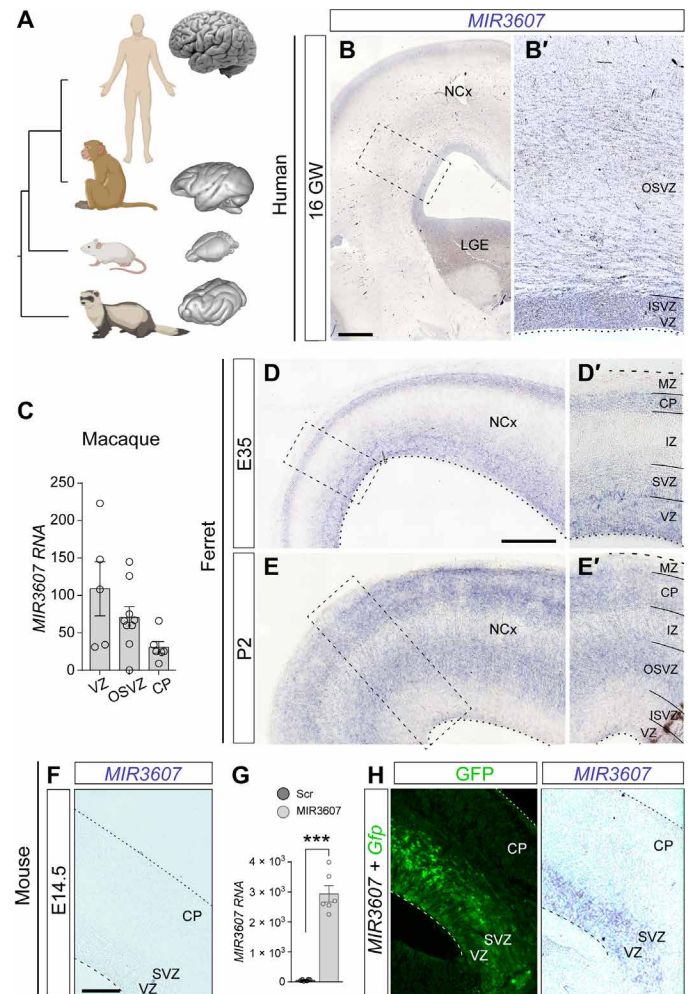 A
MIR3607
B
B′
Human
16 GW
NCx
LGE
OSVZ
ISVZ
VZ
C
Macaque
MIR3607 RNA
250
200
150
100
50
0
VZ
OSVZ
CP
Ferret
D
D′
E35
NCx
MZ
CP
IZ
SVZ
VZ
E
E′
P2
NCx
MZ
CP
IZ
OSVZ
ISVZ
VZ
Mouse
F
MIR3607
E14.5
CP
SVZ
VZ
G
Scr
MIR3607
***
MIR3607 RNA
4 × 10³
3 × 10³
2 × 10³
1 × 10³
0
H
GFP
MIR3607
MIR3607 + Gfp
CP
SVZ
VZ
CP
SVZ
VZ